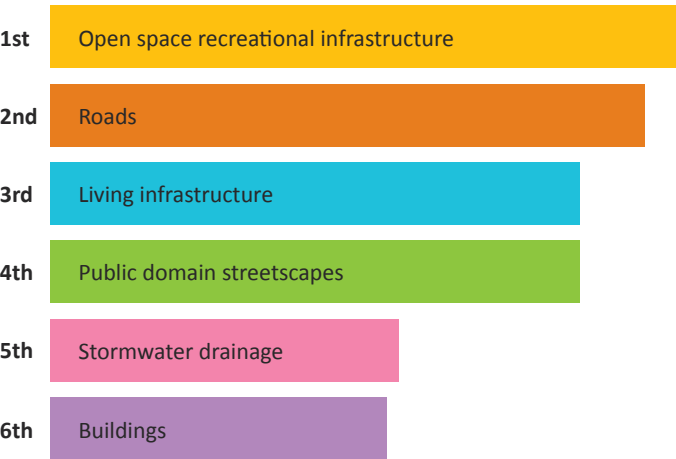 1st Open space recreational infrastructure
2nd Roads
3rd Living infrastructure
4th Public domain streetscapes
5th Stormwater drainage
6th Buildings